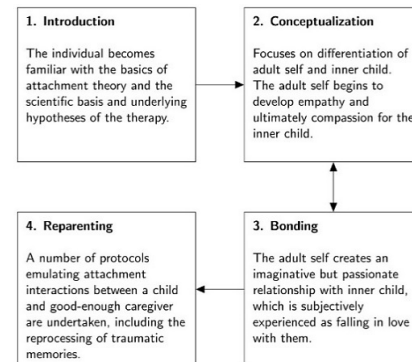 1. Introduction
The individual becomes
familiar with the basics of
attachment theory and the
scientific basis and underlying
hypotheses of the therapy.
2. Conceptualization
Focuses on differentiation of
adult self and inner child.
The adult self begins to
develop empathy and
ultimately compassion for the
inner child.
3. Bonding
The adult self creates an
imaginative but passionate
relationship with inner child,
which is subjectively
experienced as falling in love
with them.
4. Reparenting
A number of protocols
emulating attachment
interactions between a child
and good-enough caregiver
are undertaken, including the
reprocessing of traumatic
memories.